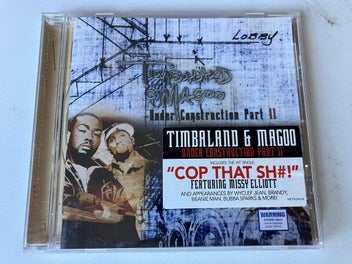 LOBBY
TIMBALAND
& MAGOO
Under Construction Part II
TIMBALAND & MAGOO
UNDER CONSTRUCTION PART II
INCLUDES THE HIT SINGLE
"COP THAT SH#!"
FEATURING MISSY ELLIOTT
AND APPEARANCES BY WYCLEF JEAN, BRANDY,
BEANIE MAN, BUBBA SPARXXX & MORE!
WARNING